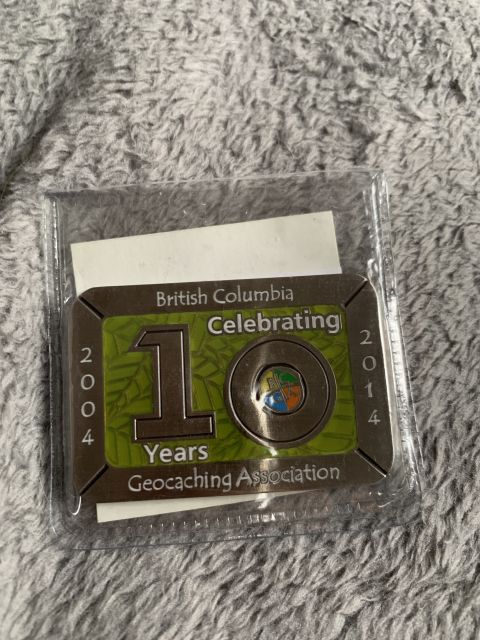 British Columbia
Celebrating
10
Years
Geocaching Association
2004
2014